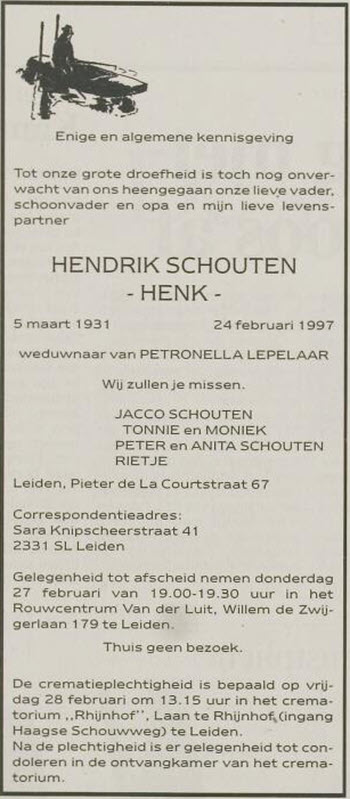 Enige en algemene kennisgeving
Tot onze grote droefheid is toch nog onver-
wacht van ons heengegaan onze lieve vader,
schoonvader en opa en mijn lieve levens-
partner
HENDRIK SCHOUTEN
- HENK -
5 maart 1931 24 februari 1997
weduwnaar van PETRONELLA LEPELAAR
Wij zullen je missen.
JACCO SCHOUTEN
TONNIE en MONIEK
PETER en ANITA SCHOUTEN
RIETJE
Leiden, Pieter de La Courtstraat 67
Correspondentieadres:
Sara Knipscheerstraat 41
2331 SL Leiden
Gelegenheid tot afscheid nemen donderdag
27 februari van 19.00-19.30 uur in het
Rouwcentrum Van der Luit, Willem de Zwij-
gerlaan 179 te Leiden.
Thuis geen bezoek.
De crematieplechtigheid is bepaald op vrij-
dag 28 februari om 13.15 uur in het crema-
torium ,,Rhijnhof'', Laan te Rhijnhof (ingang
Haagse Schouwweg) te Leiden.
Na de plechtigheid is er gelegenheid tot con-
doleren in de ontvangkamer van het crema-
torium.